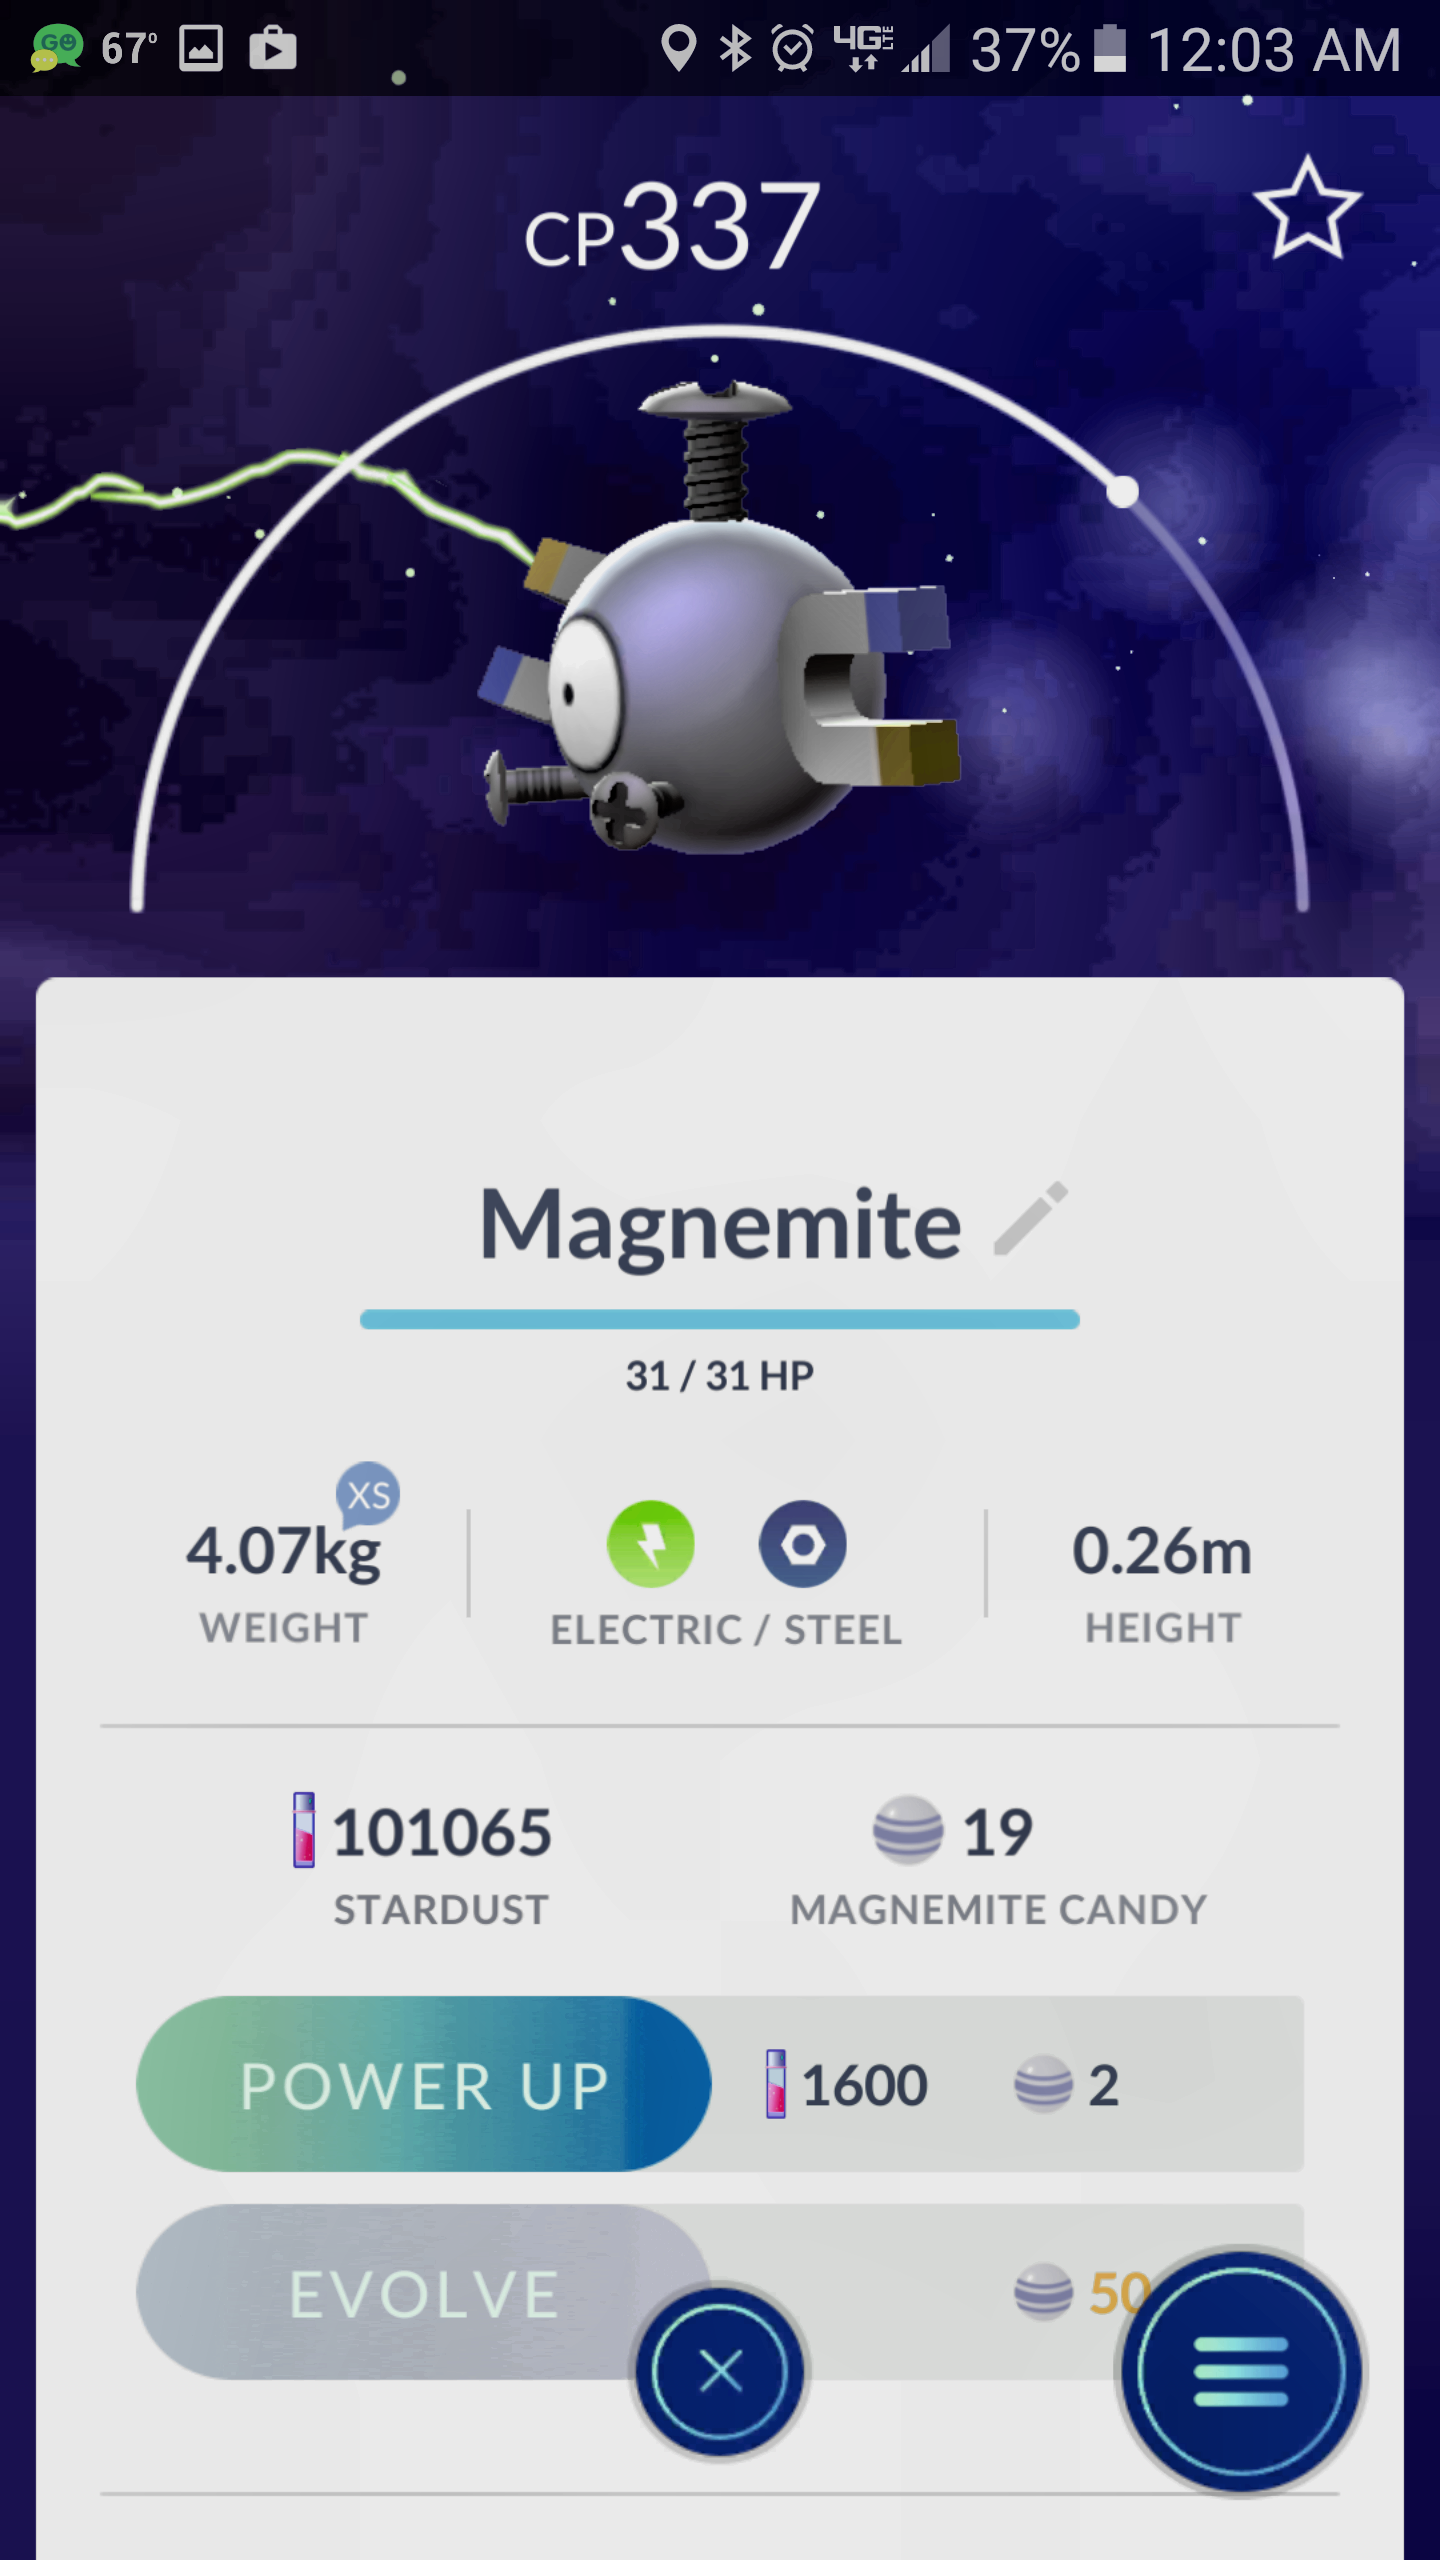 GO 67° 4G LTE 37% 12:03 AM
CP337
Magnemite
31 / 31 HP
XS
4.07kg 0.26m
WEIGHT ELECTRIC / STEEL HEIGHT
101065 19
STARDUST MAGNEMITE CANDY
POWER UP 1600 2
EVOLVE 50